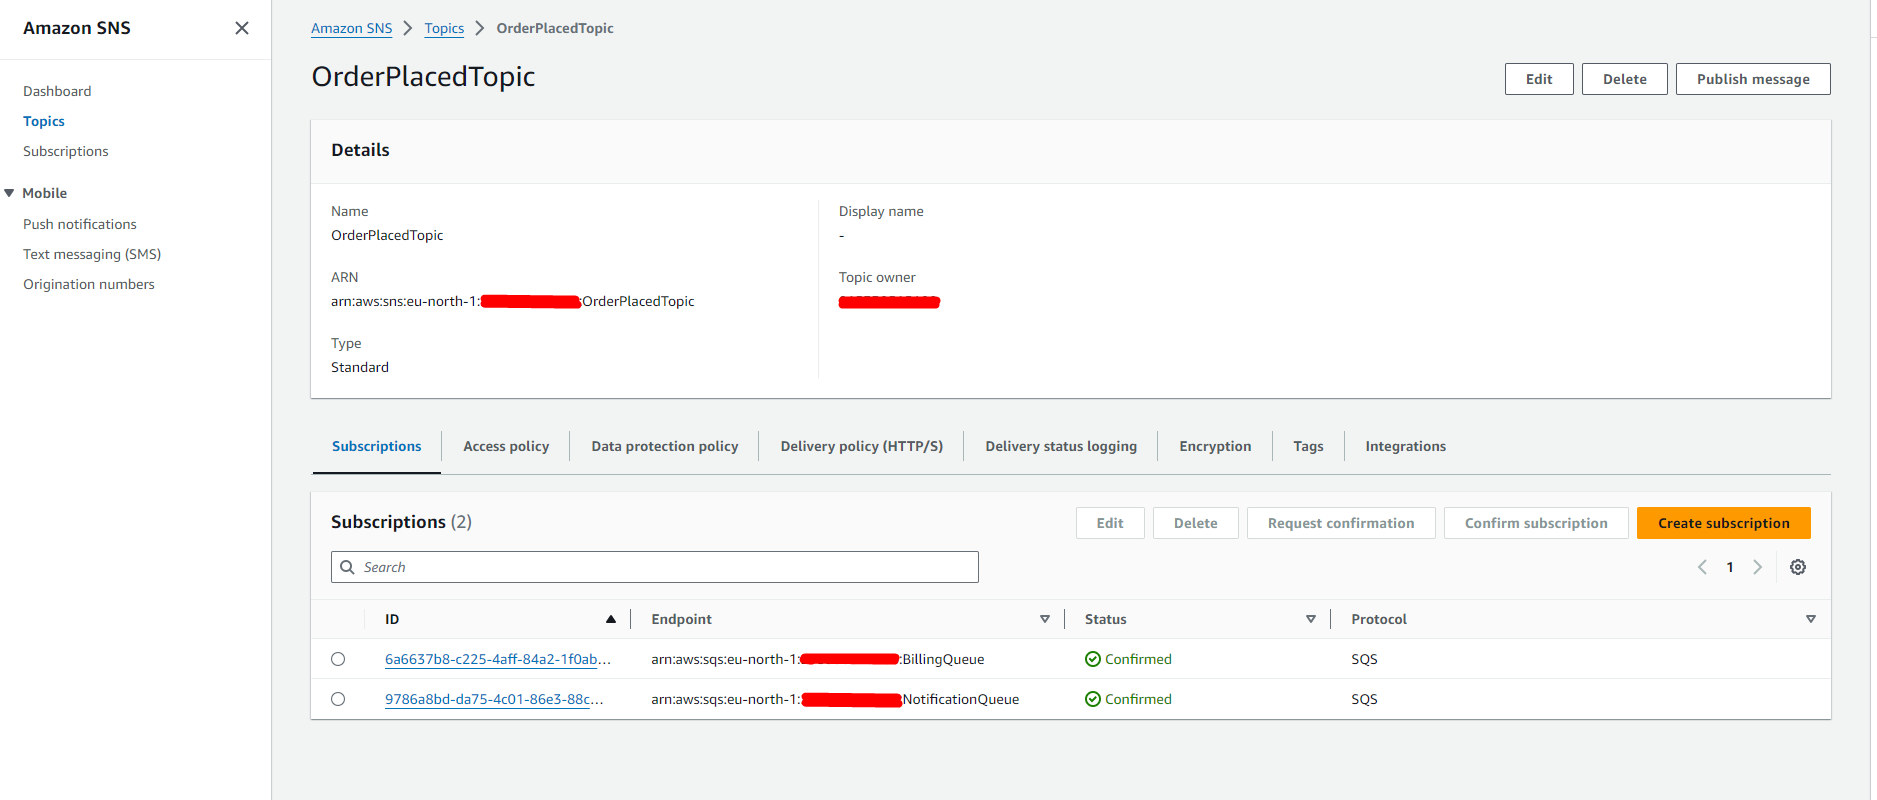 Amazon SNS
Dashboard
Topics
Subscriptions
Mobile
Push notifications
Text messaging (SMS)
Origination numbers
Amazon SNS > Topics > OrderPlacedTopic
OrderPlacedTopic
Edit Delete Publish message
Details
Name
OrderPlacedTopic
ARN
arn:aws:sns:eu-north-1: :OrderPlacedTopic
Type
Standard
Display name
-
Topic owner
Subscriptions Access policy Data protection policy Delivery policy (HTTP/S) Delivery status logging Encryption Tags Integrations
Subscriptions (2)
Edit Delete Request confirmation Confirm subscription Create subscription
Search
1
ID Endpoint Status Protocol
6a6637b8-c225-4aff-84a2-1f0ab... arn:aws:sqs:eu-north-1: :BillingQueue Confirmed SQS
9786a8bd-da75-4c01-86e3-88c... arn:aws:sqs:eu-north-1: :NotificationQueue Confirmed SQS